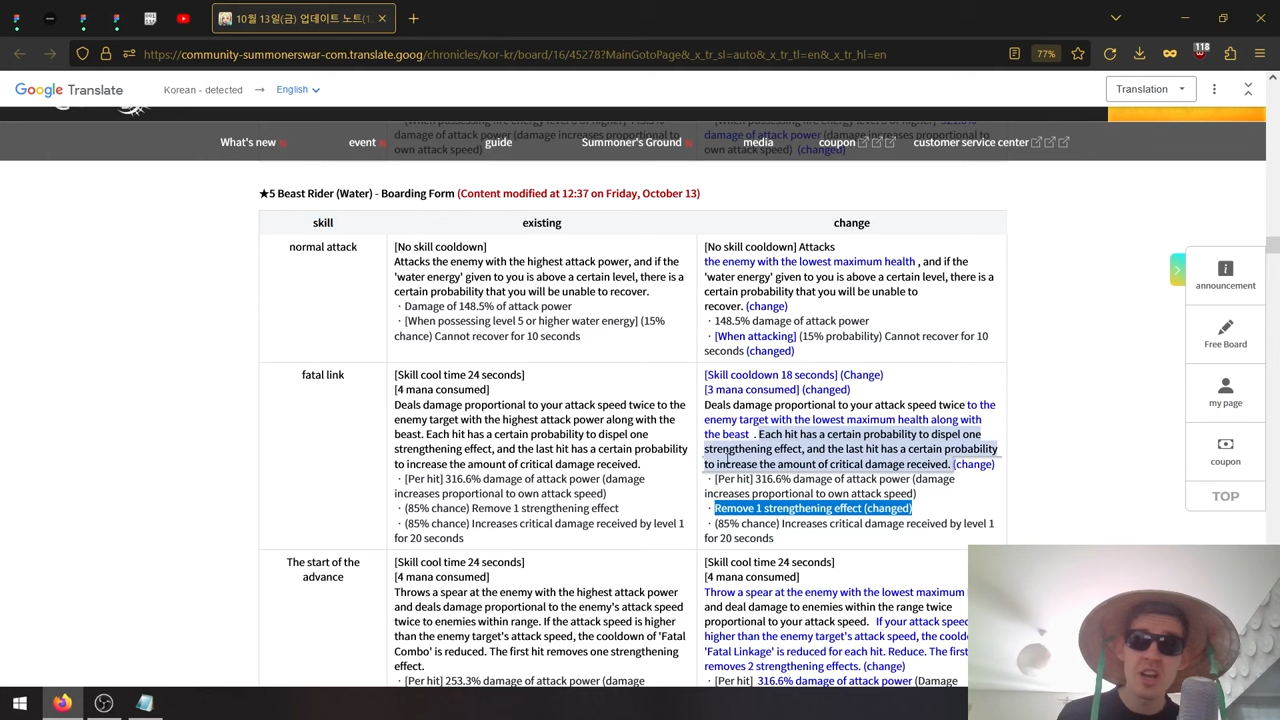 10月 13일(금) 업데이트 노트(1
https://community-summonerswar-com.translate.goog/chronicles/kor-kr/board/16/45278?MainGotoPage&_x_tr_sl=auto&_x_tr_tl=en&_x_tr_hl=en
77%
118
Google Translate
Korean - detected
English
Translation
damage of attack power (damage increases proportional to
own attack speed)
damage of attack power (damage increases proportional to
own attack speed) (changed)
What's new N
event N
guide
Summoner's Ground N
media
coupon
customer service center
★5 Beast Rider (Water) - Boarding Form (Content modified at 12:37 on Friday, October 13)
skill
existing
change
normal attack
[No skill cooldown]
Attacks the enemy with the highest attack power, and if the
'water energy' given to you is above a certain level, there is a
certain probability that you will be unable to
recover.
· Damage of 148.5% of attack power
· [When possessing level 5 or higher water energy] (15%
chance) Cannot recover for 10 seconds
[No skill cooldown] Attacks
the enemy with the lowest maximum health , and if the
'water energy' given to you is above a certain level, there is a
certain probability that you will be unable to
recover. (change)
· 148.5% damage of attack power
· [When attacking] (15% probability) Cannot recover for 10
seconds (changed)
fatal link
[Skill cool time 24 seconds]
[4 mana consumed]
Deals damage proportional to your attack speed twice to the
enemy target with the highest attack power along with the
beast. Each hit has a certain probability to dispel one
strengthening effect, and the last hit has a certain probability
to increase the amount of critical damage received.
· [Per hit] 316.6% damage of attack power (damage
increases proportional to own attack speed)
· (85% chance) Remove 1 strengthening effect
· (85% chance) Increases critical damage received by level 1
for 20 seconds
[Skill cooldown 18 seconds] (Change)
[3 mana consumed] (changed)
Deals damage proportional to your attack speed twice to the
enemy target with the lowest maximum health along with
the beast . Each hit has a certain probability to dispel one
strengthening effect, and the last hit has a certain probability
to increase the amount of critical damage received. (change)
· [Per hit] 316.6% damage of attack power (damage
increases proportional to own attack speed)
· Remove 1 strengthening effect (changed)
· (85% chance) Increases critical damage received by level 1
for 20 seconds
The start of the
advance
[Skill cool time 24 seconds]
[4 mana consumed]
Throws a spear at the enemy with the highest attack power
and deals damage proportional to the enemy's attack speed
twice to enemies within range. If the attack speed is higher
than the enemy target's attack speed, the cooldown of 'Fatal
Combo' is reduced. The first hit removes one strengthening
effect.
· [Per hit] 253.3% damage of attack power (damage
[Skill cool time 24 seconds]
[4 mana consumed]
Throw a spear at the enemy with the lowest maximum
and deal damage to enemies within the range twice
proportional to your attack speed. If your attack speed
higher than the enemy target's attack speed, the
'Fatal Linkage' is reduced for each hit. Reduce. The first
removes 2 strengthening effects. (change)
· [Per hit] 316.6% damage of attack power (Damage
announcement
Free Board
my page
coupon
TOP